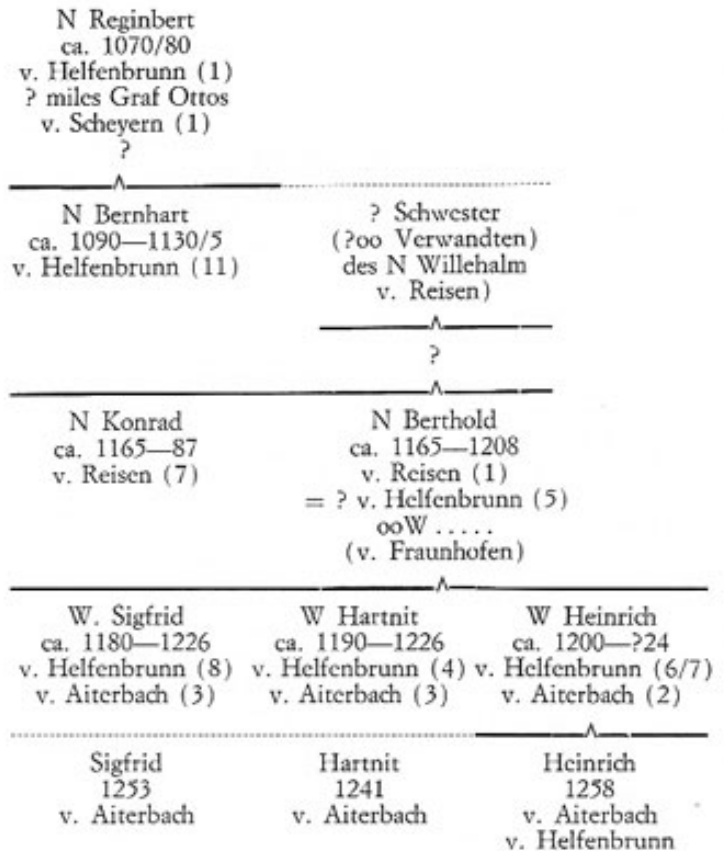 N Reginbert
ca. 1070/80
v. Helfenbrunn (1)
? miles Graf Ottos
v. Scheyern (1)
?
N Bernhart
ca. 1090—1130/5
v. Helfenbrunn (11)
? Schwester
(?oo Verwandten)
des N Willehalm
v. Reisen)
?
N Konrad
ca. 1165—87
v. Reisen (7)
N Berthold
ca. 1165—1208
v. Reisen (1)
= ? v. Helfenbrunn (5)
ooW .....
(v. Fraunhofen)
W. Sigfrid
ca. 1180—1226
v. Helfenbrunn (8)
v. Aiterbach (3)
W Hartnit
ca. 1190—1226
v. Helfenbrunn (4)
v. Aiterbach (3)
W Heinrich
ca. 1200—?24
v. Helfenbrunn (6/7)
v. Aiterbach (2)
Sigfrid
1253
v. Aiterbach
Hartnit
1241
v. Aiterbach
Heinrich
1258
v. Aiterbach
v. Helfenbrunn